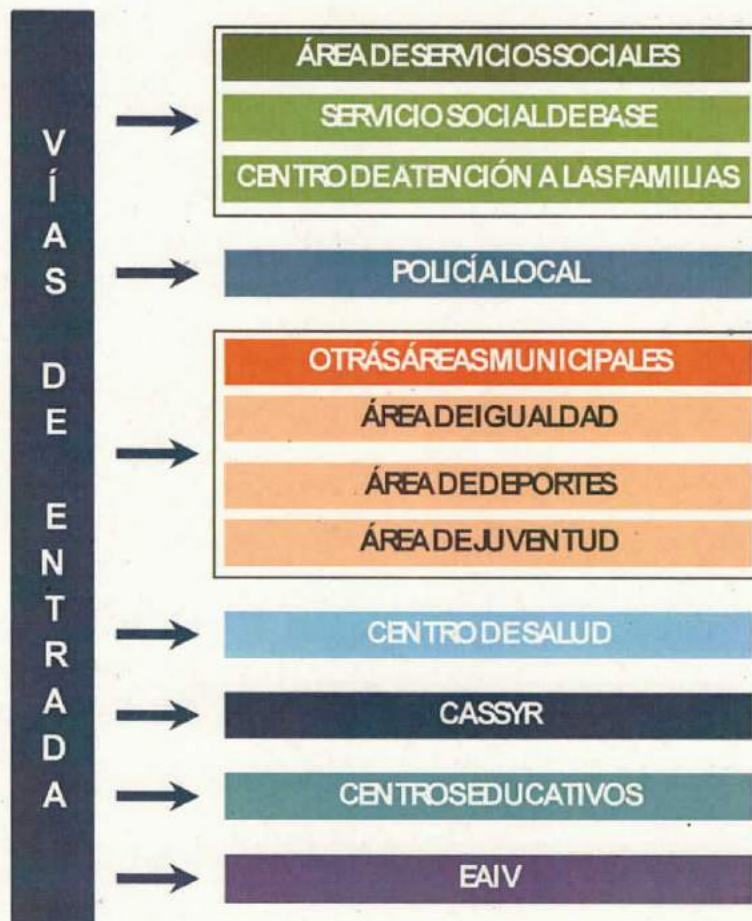 VÍAS DE ENTRADA
ÁREA DE SERVICIOS SOCIALES
SERVICIO SOCIAL DE BASE
CENTRO DE ATENCIÓN A LAS FAMILIAS
POLICÍA LOCAL
OTRÁS ÁREAS MUNICIPALES
ÁREA DE IGUALDAD
ÁREA DE DEPORTES
ÁREA DE JUVENTUD
CENTRO DE SALUD
CASSYR
CENTROS EDUCATIVOS
EAIV